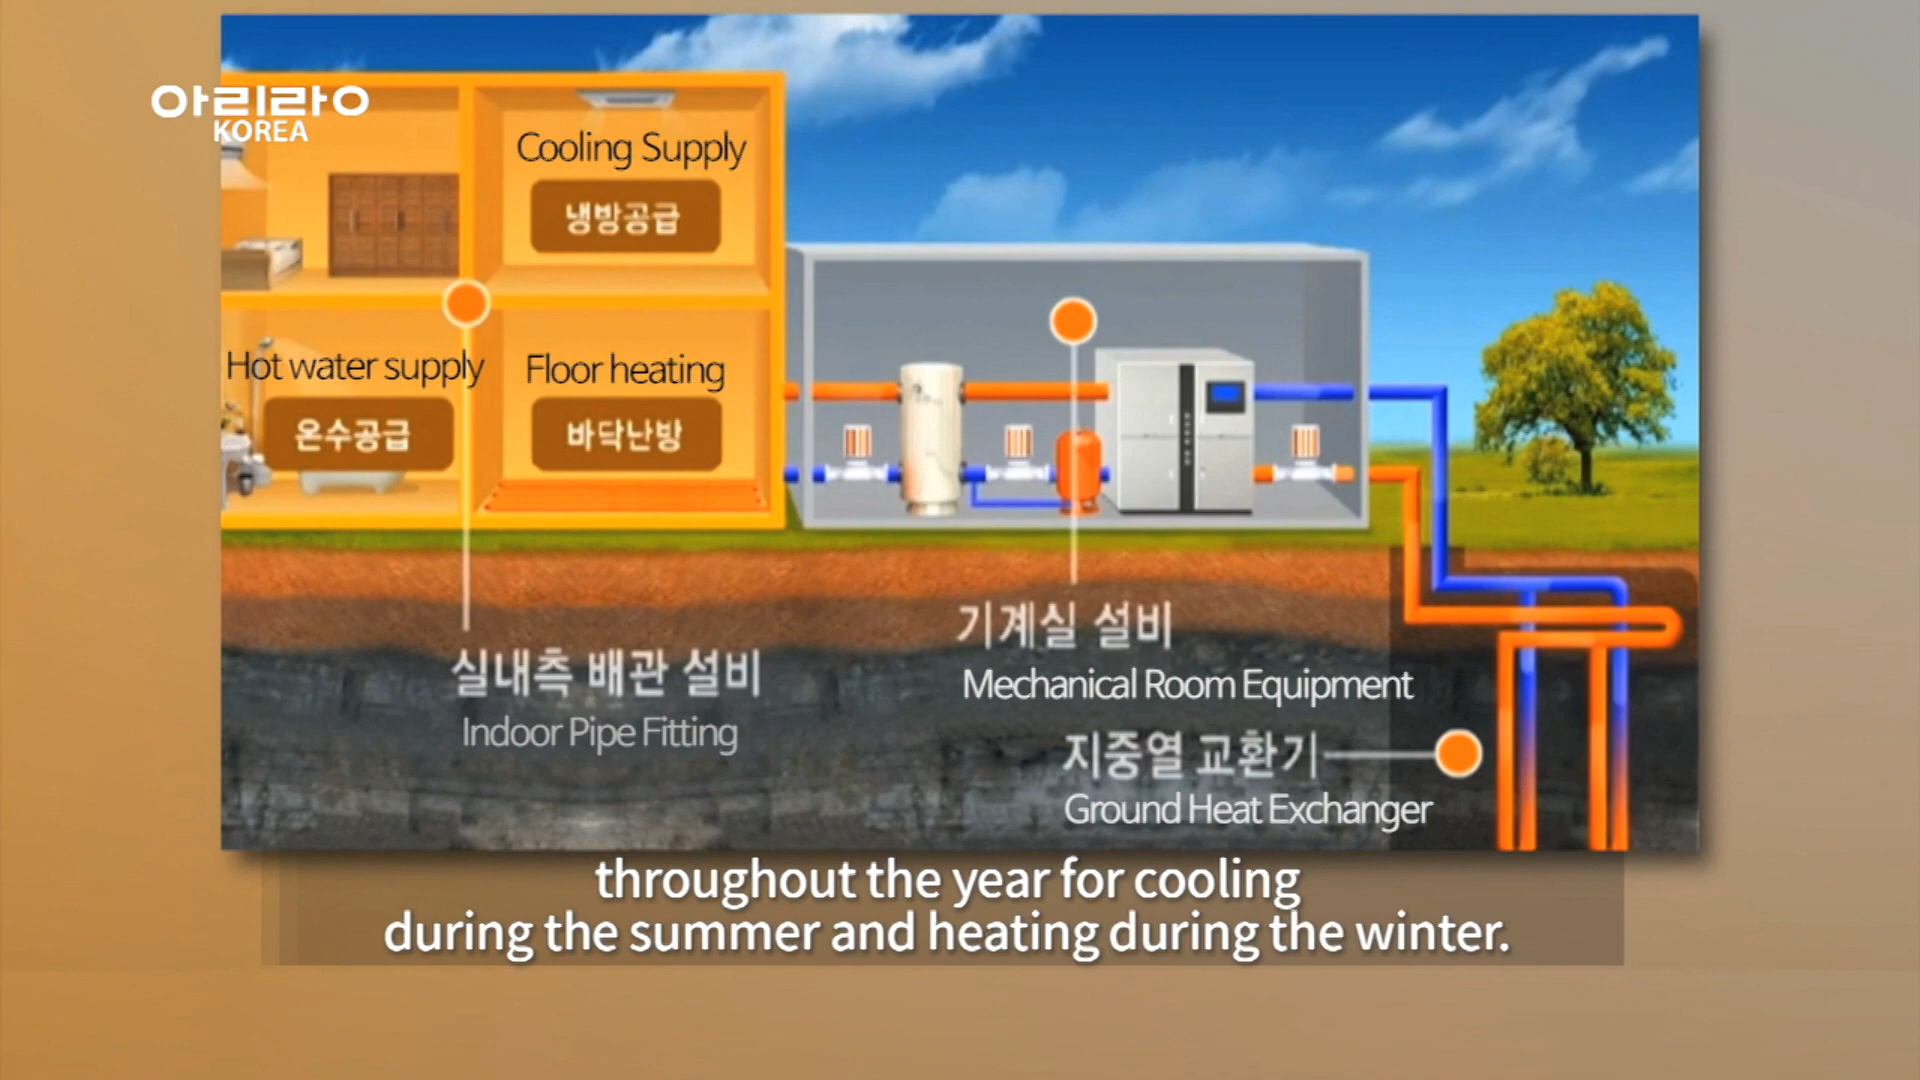 아리랑
KOREA
Cooling Supply
냉방공급
Hot water supply
Floor heating
온수공급
바닥난방
기계실 설비
Mechanical Room Equipment
실내측 배관 설비
Indoor Pipe Fitting
지중열 교환기
Ground Heat Exchanger
throughout the year for cooling
during the summer and heating during the winter.